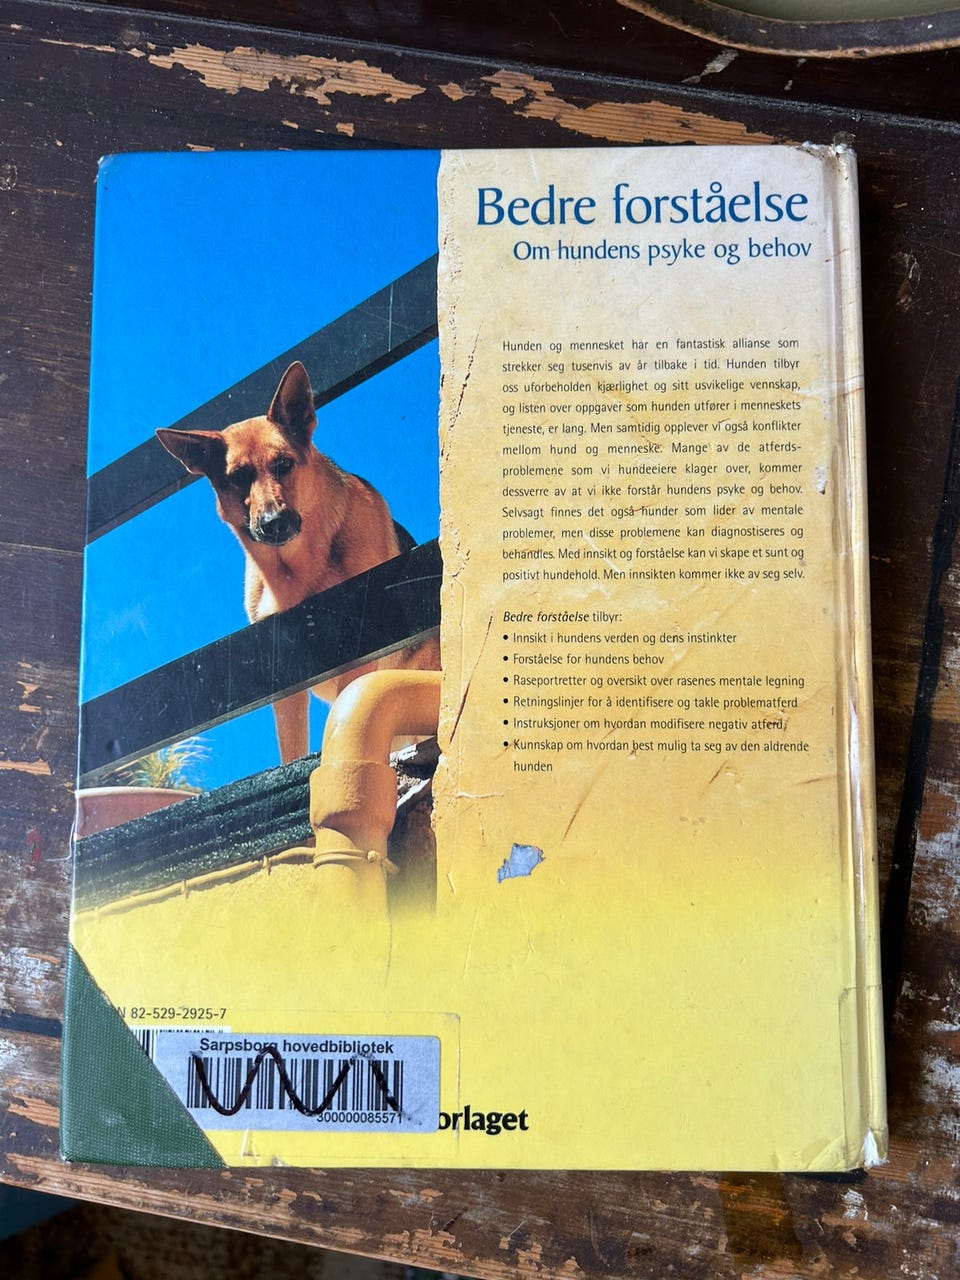 Bedre forståelse
Om hundens psyke og behov
Hunden og mennesket har en fantastisk allianse som
strekker seg tusenvis av år tilbake i tid. Hunden tilbyr
oss uforbeholden kjærlighet og sitt usvikelige vennskap,
og listen over oppgaver som hunden utfører i menneskets
tjeneste, er lang. Men samtidig opplever vi også konflikter
mellom hund og menneske. Mange av de atferds-
problemene som vi hundeeiere klager over, kommer
dessverre av at vi ikke forstår hundens psyke og behov.
Selvsagt finnes det også hunder som lider av mentale
problemer, men disse problemene kan diagnostiseres og
behandles. Med innsikt og forståelse kan vi skape et sunt og
positivt hundehold. Men innsikten kommer ikke av seg selv.
Bedre forståelse tilbyr:
• Innsikt i hundens verden og dens instinkter
• Forståelse for hundens behov
• Raseportretter og oversikt over rasenes mentale legning
• Retningslinjer for å identifisere og takle problematferd
• Instruksjoner om hvordan modifisere negativ atferd
• Kunnskap om hvordan best mulig ta seg av den aldrende
hunden
N 82-529-2925-7
Sarpsborg hovedbibliotek
300000085571
orlaget